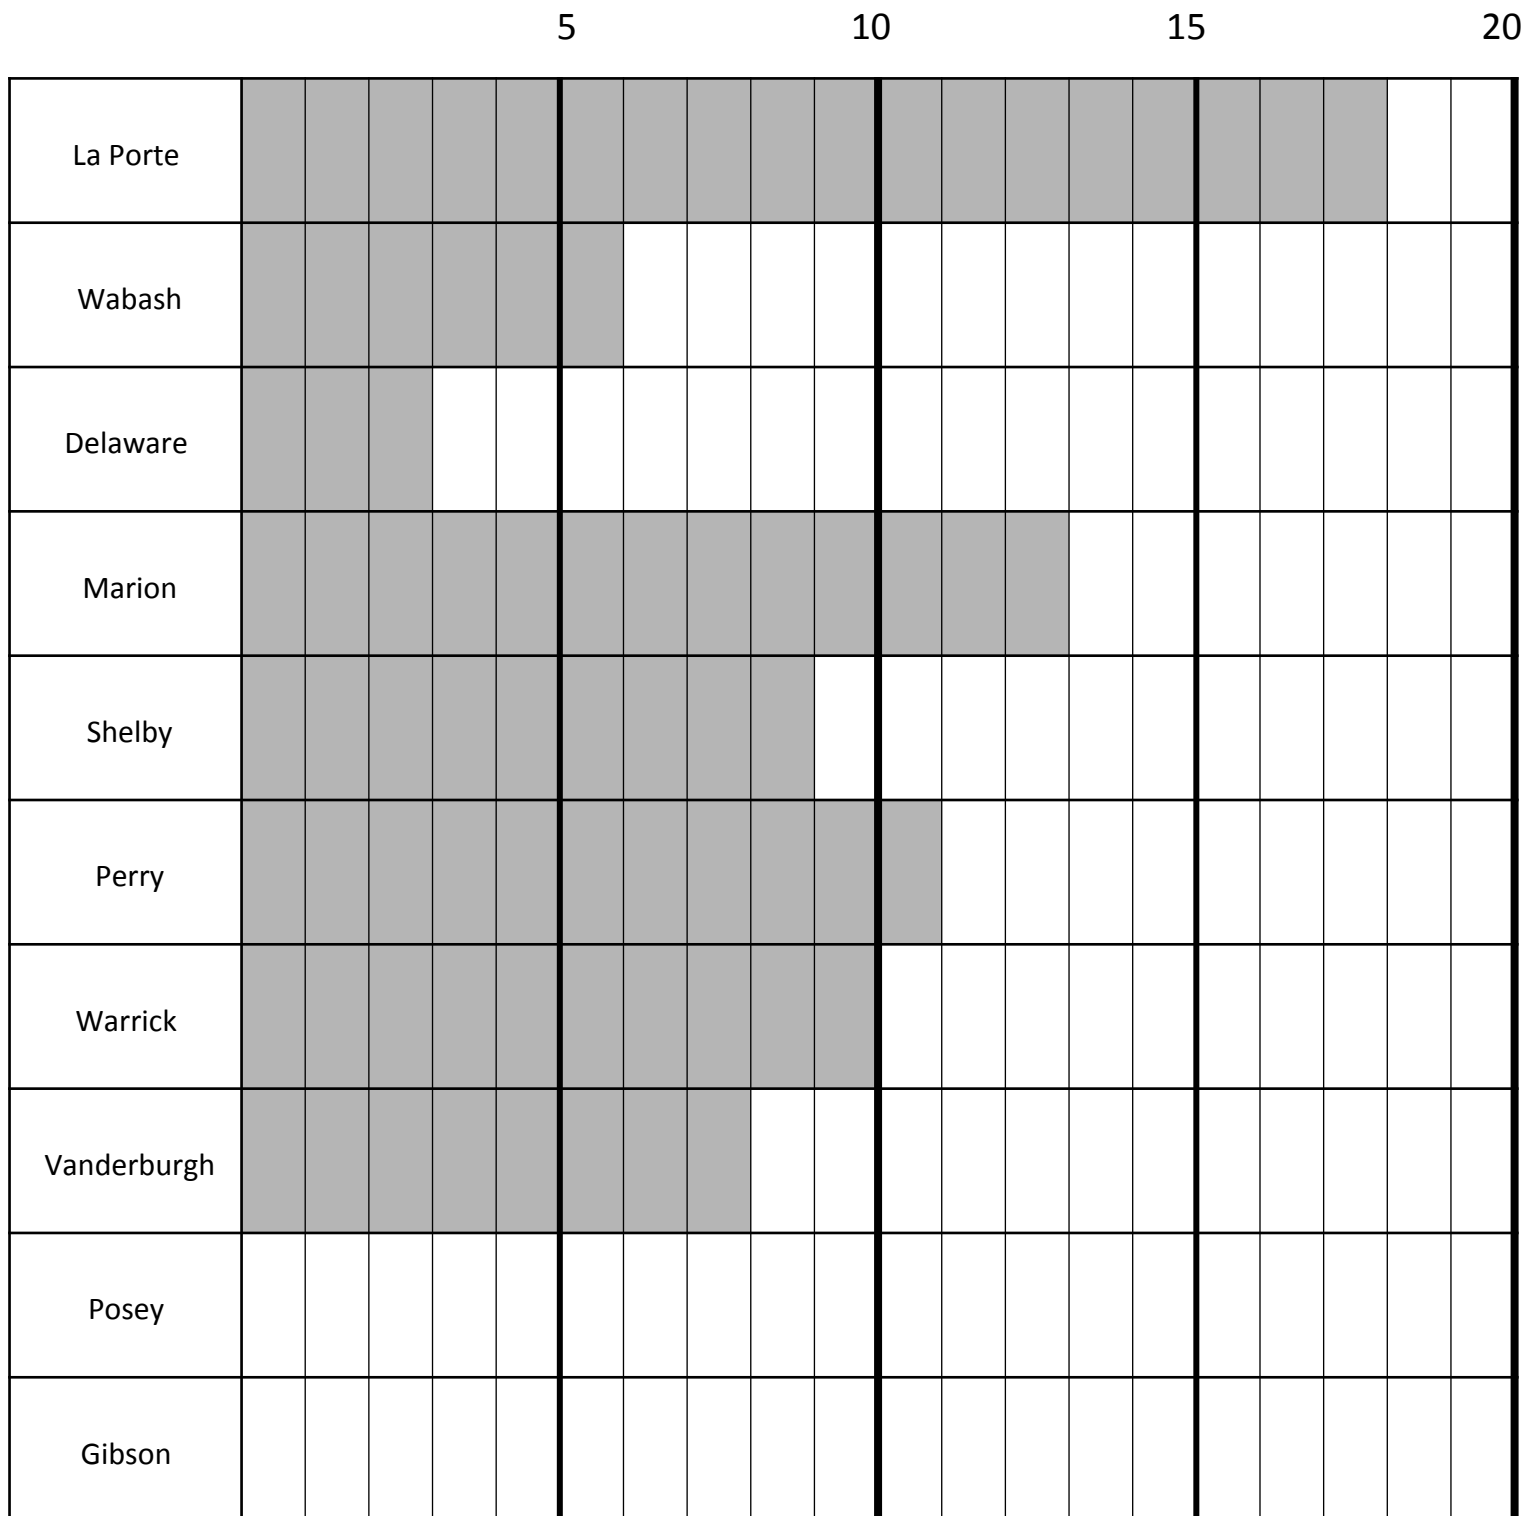 5 10 15 20
La Porte
Wabash
Delaware
Marion
Shelby
Perry
Warrick
Vanderburgh
Posey
Gibson